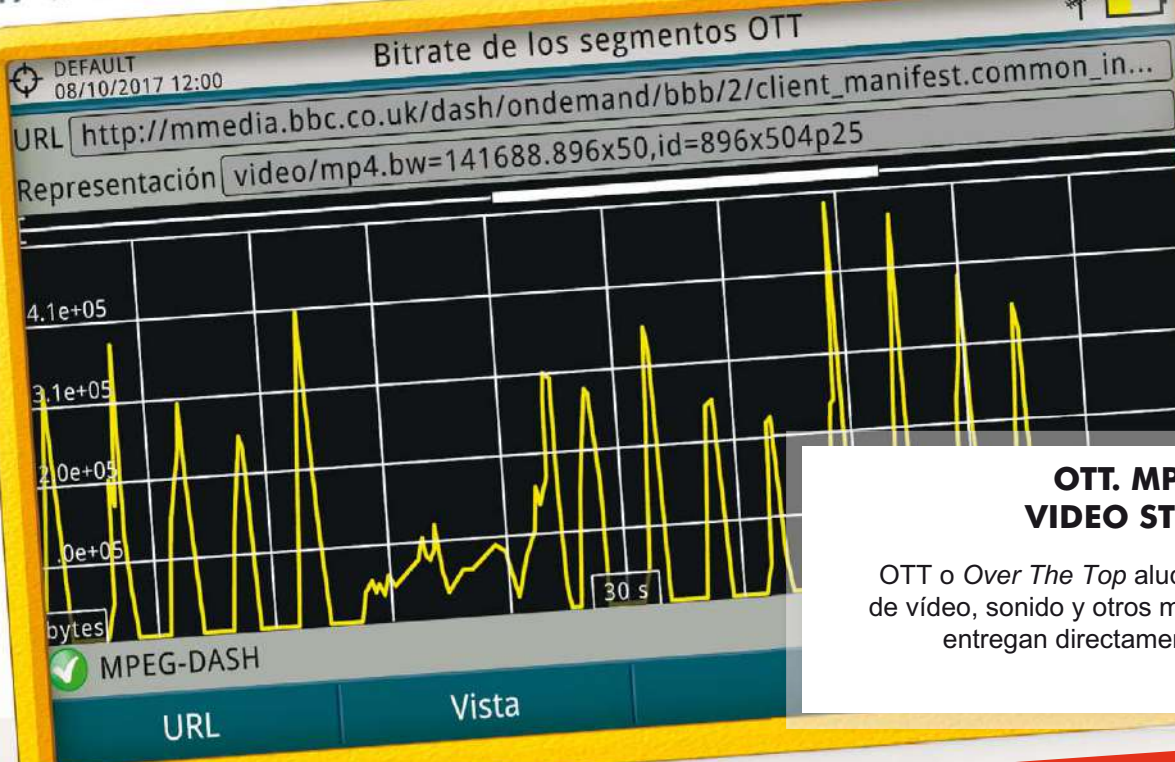 DEFAULT
08/10/2017 12:00
Bitrate de los segmentos OTT
URL http://mmedia.bbc.co.uk/dash/ondemand/bbb/2/client_manifest.common_in...
Representación video/mp4.bw=141688.896x50,id=896x504p25
4.1e+05
3.1e+05
2.0e+05
.0e+05
bytes
30 s
MPEG-DASH
URL
Vista
OTT. MP
VIDEO ST
OTT o Over The Top
de vídeo, sonido y otros
entregan